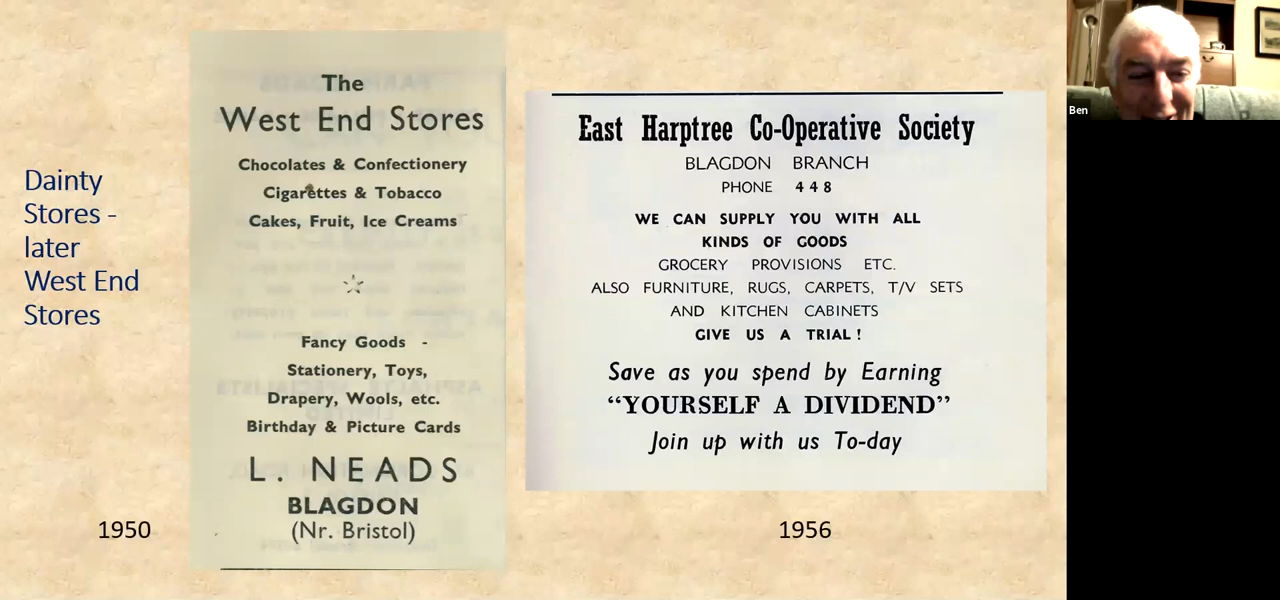 Dainty
Stores -
later
West End
Stores
1950
The
West End Stores
Chocolates & Confectionery
Cigarettes & Tobacco
Cakes, Fruit, Ice Creams
Fancy Goods -
Stationery, Toys,
Drapery, Wools, etc.
Birthday & Picture Cards
L. NEADS
BLAGDON
(Nr. Bristol)
East Harptree Co-Operative Society
BLAGDON BRANCH
PHONE 448
WE CAN SUPPLY YOU WITH ALL
KINDS OF GOODS
GROCERY PROVISIONS ETC.
ALSO FURNITURE, RUGS, CARPETS, T/V SETS
AND KITCHEN CABINETS
GIVE US A TRIAL!
Save as you spend by Earning
“YOURSELF A DIVIDEND”
Join up with us To-day
1956
Ben